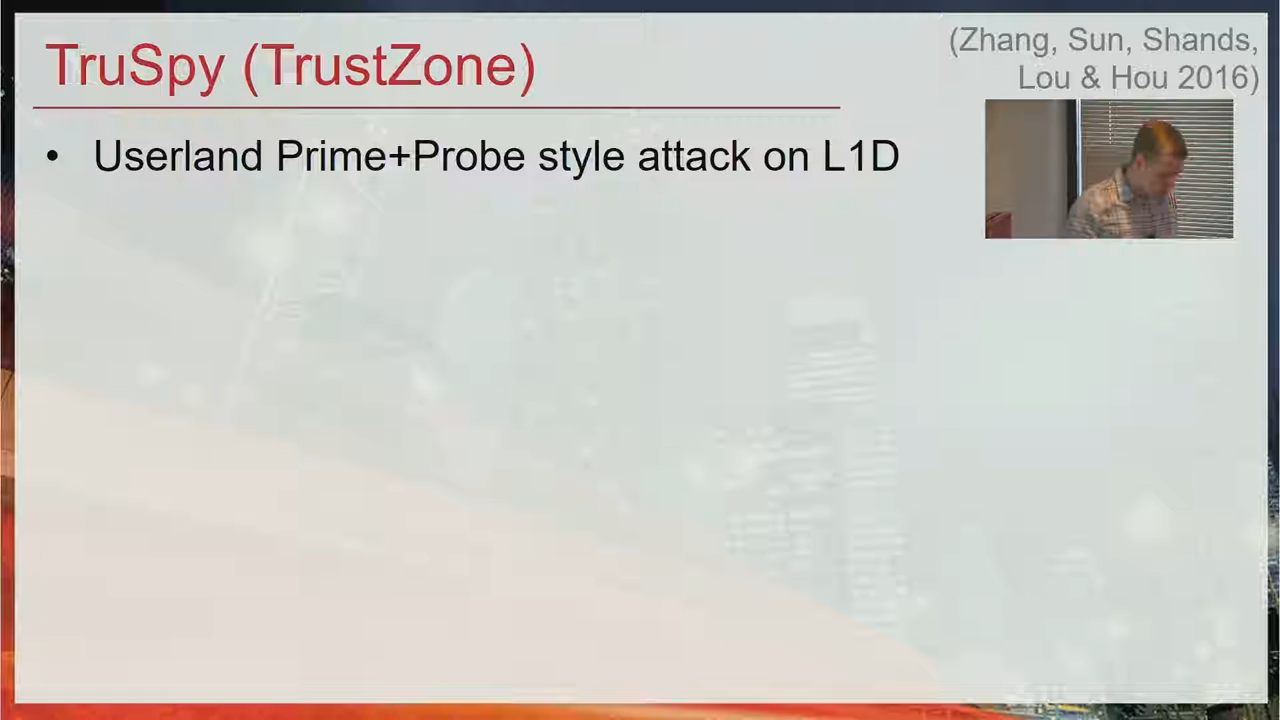 TruSpy (TrustZone)
(Zhang, Sun, Shands,
Lou & Hou 2016)
• Userland Prime+Probe style attack on L1D